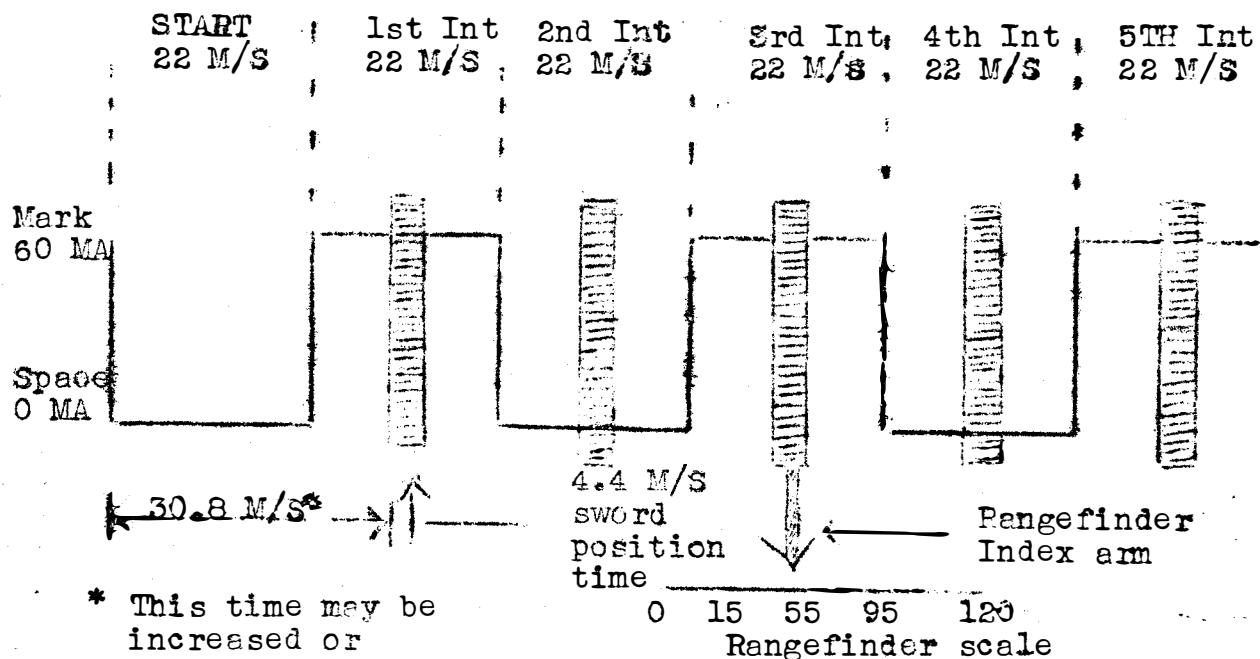 START 1st Int 2nd Int 3rd Int 4th Int 5TH Int
22 M/S 22 M/S 22 M/S 22 M/S 22 M/S 22 M/S
Mark
60 MA
Space
0 MA
30.8 M/S*
4.4 M/S
sword
position
time
Rangefinder
Index arm
* This time may be
increased or
0 15 55 95 120
Rangefinder scale